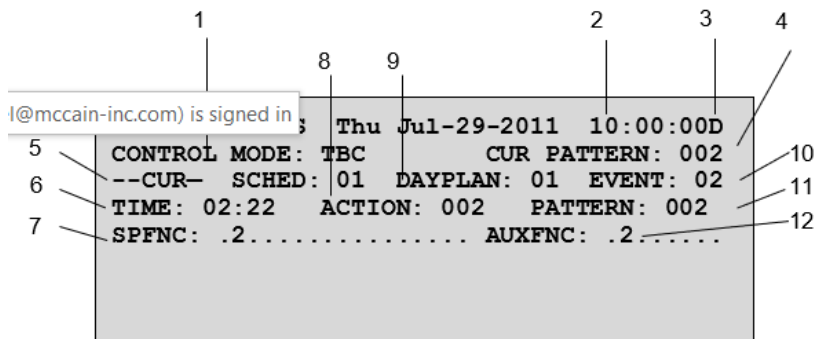 1 2 3 4
8 9
l@mccain-inc.com) is signed in
S Thu Jul-29-2011 10:00:00D
5 CONTROL MODE: TBC CUR PATTERN: 002
--CUR— SCHED: 01 DAYPLAN: 01 EVENT: 02 10
6 TIME: 02:22 ACTION: 002 PATTERN: 002 11
7 SPFNC: .2............... AUXFNC: .2...... 12